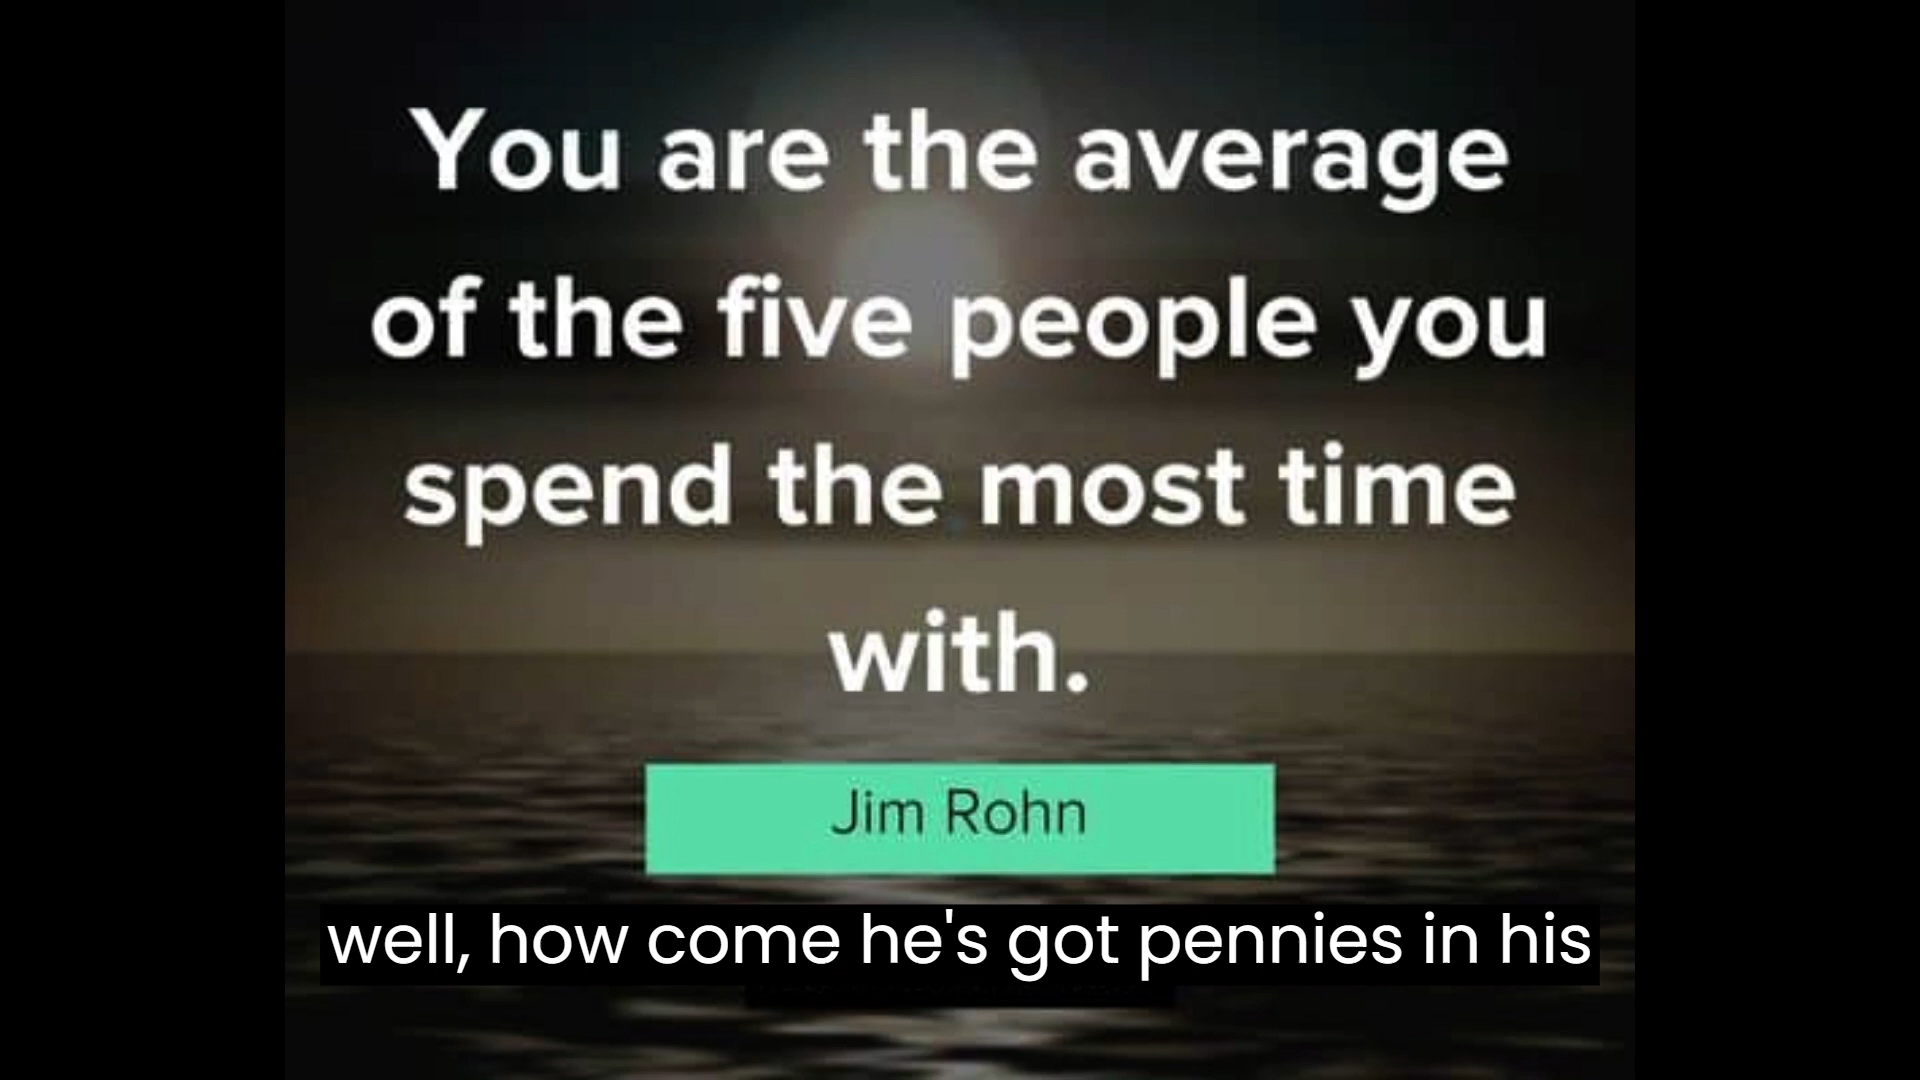 You are the average
of the five people you
spend the most time
with.
Jim Rohn
well, how come he's got pennies in his